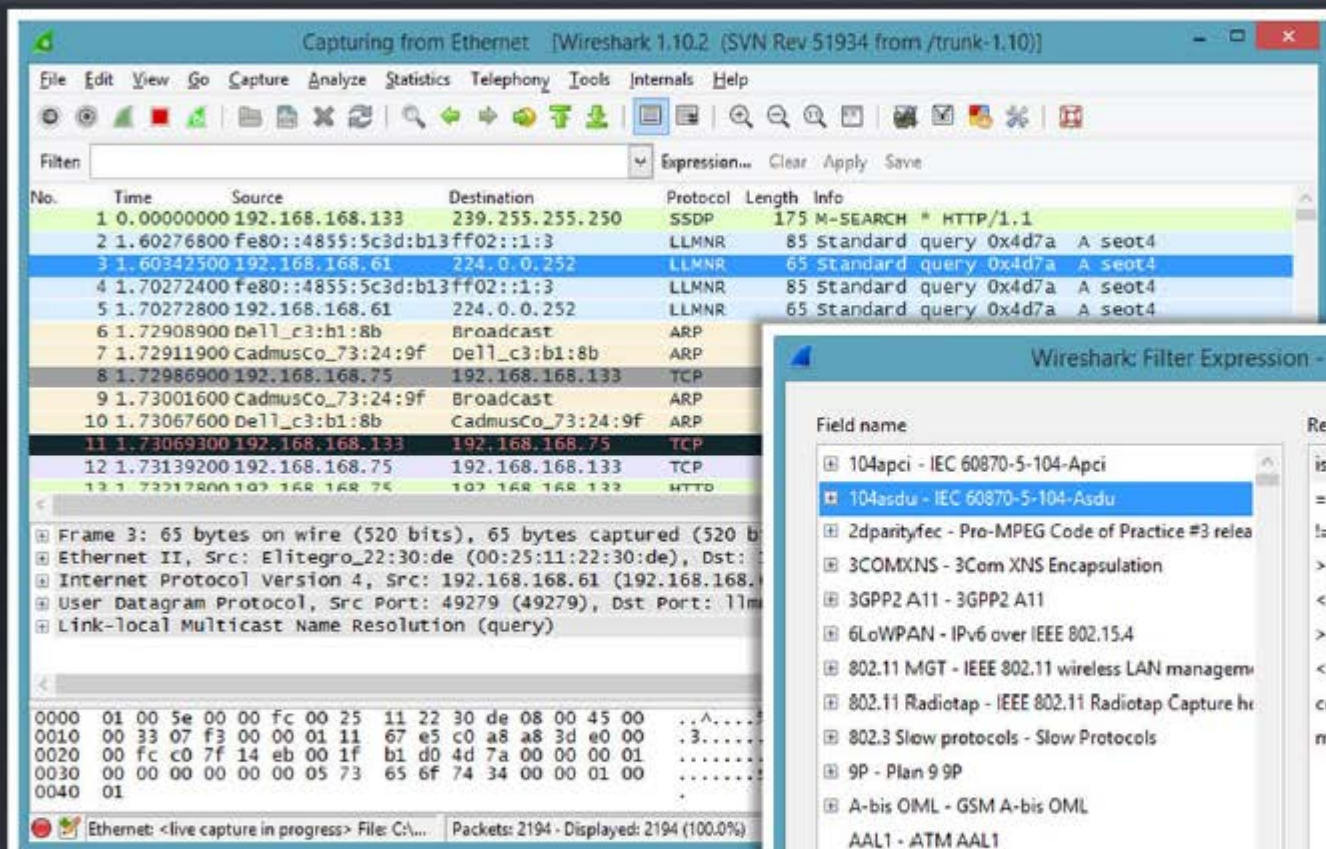 Capturing from Ethernet [Wireshark 1.10.2 (SVN Rev 51934 from /trunk-1.10)]
File Edit View Go Capture Analyze Statistics Telephony Tools Internals Help
Filter: Expression... Clear Apply Save
No. Time Source Destination Protocol Length Info
1 0.00000000 192.168.168.133 239.255.255.250 SSDP 175 M-SEARCH * HTTP/1.1
2 1.60276800 fe80::4855:5c3d:b13 ff02::1:3 LLMNR 85 Standard query 0x4d7a A seot4
3 1.60342500 192.168.168.61 224.0.0.252 LLMNR 65 Standard query 0x4d7a A seot4
4 1.70272400 fe80::4855:5c3d:b13 ff02::1:3 LLMNR 85 Standard query 0x4d7a A seot4
5 1.70272800 192.168.168.61 224.0.0.252 LLMNR 65 Standard query 0x4d7a A seot4
6 1.72908900 Dell_c3:b1:8b Broadcast ARP
7 1.72911900 CadmusCo_73:24:9f Dell_c3:b1:8b ARP
8 1.72986900 192.168.168.75 192.168.168.133 TCP
9 1.73001600 CadmusCo_73:24:9f Broadcast ARP
10 1.73067600 Dell_c3:b1:8b CadmusCo_73:24:9f ARP
11 1.73069300 192.168.168.133 192.168.168.75 TCP
12 1.73139200 192.168.168.75 192.168.168.133 TCP
13 1.73217800 192.168.168.75 192.168.168.133 HTTP
Frame 3: 65 bytes on wire (520 bits), 65 bytes captured (520 b
Ethernet II, Src: Elitegro_22:30:de (00:25:11:22:30:de), Dst:
Internet Protocol Version 4, Src: 192.168.168.61 (192.168.168.
User Datagram Protocol, Src Port: 49279 (49279), Dst Port: llm
Link-local Multicast Name Resolution (query)
0000 01 00 5e 00 00 fc 00 25 11 22 30 de 08 00 45 00 ..^....
0010 00 33 07 f3 00 00 01 11 67 e5 c0 a8 a8 3d e0 00 .3......
0020 00 fc c0 7f 14 eb 00 1f b1 d0 4d 7a 00 00 00 01 ........
0030 00 00 00 00 00 00 05 73 65 6f 74 34 00 00 01 00 .......s
0040 01 .
Ethernet: <live capture in progress> File: C:\... Packets: 2194 · Displayed: 2194 (100.0%)
Wireshark: Filter Expression -
Field name
104apci - IEC 60870-5-104-Apci
104asdu - IEC 60870-5-104-Asdu
2dparityfec - Pro-MPEG Code of Practice #3 relea
3COMXNS - 3Com XNS Encapsulation
3GPP2 A11 - 3GPP2 A11
6LoWPAN - IPv6 over IEEE 802.15.4
802.11 MGT - IEEE 802.11 wireless LAN managem
802.11 Radiotap - IEEE 802.11 Radiotap Capture he
802.3 Slow protocols - Slow Protocols
9P - Plan 9 9P
A-bis OML - GSM A-bis OML
AAL1 - ATM AAL1
Re
is
=
!=
>
<
>
<
c
m